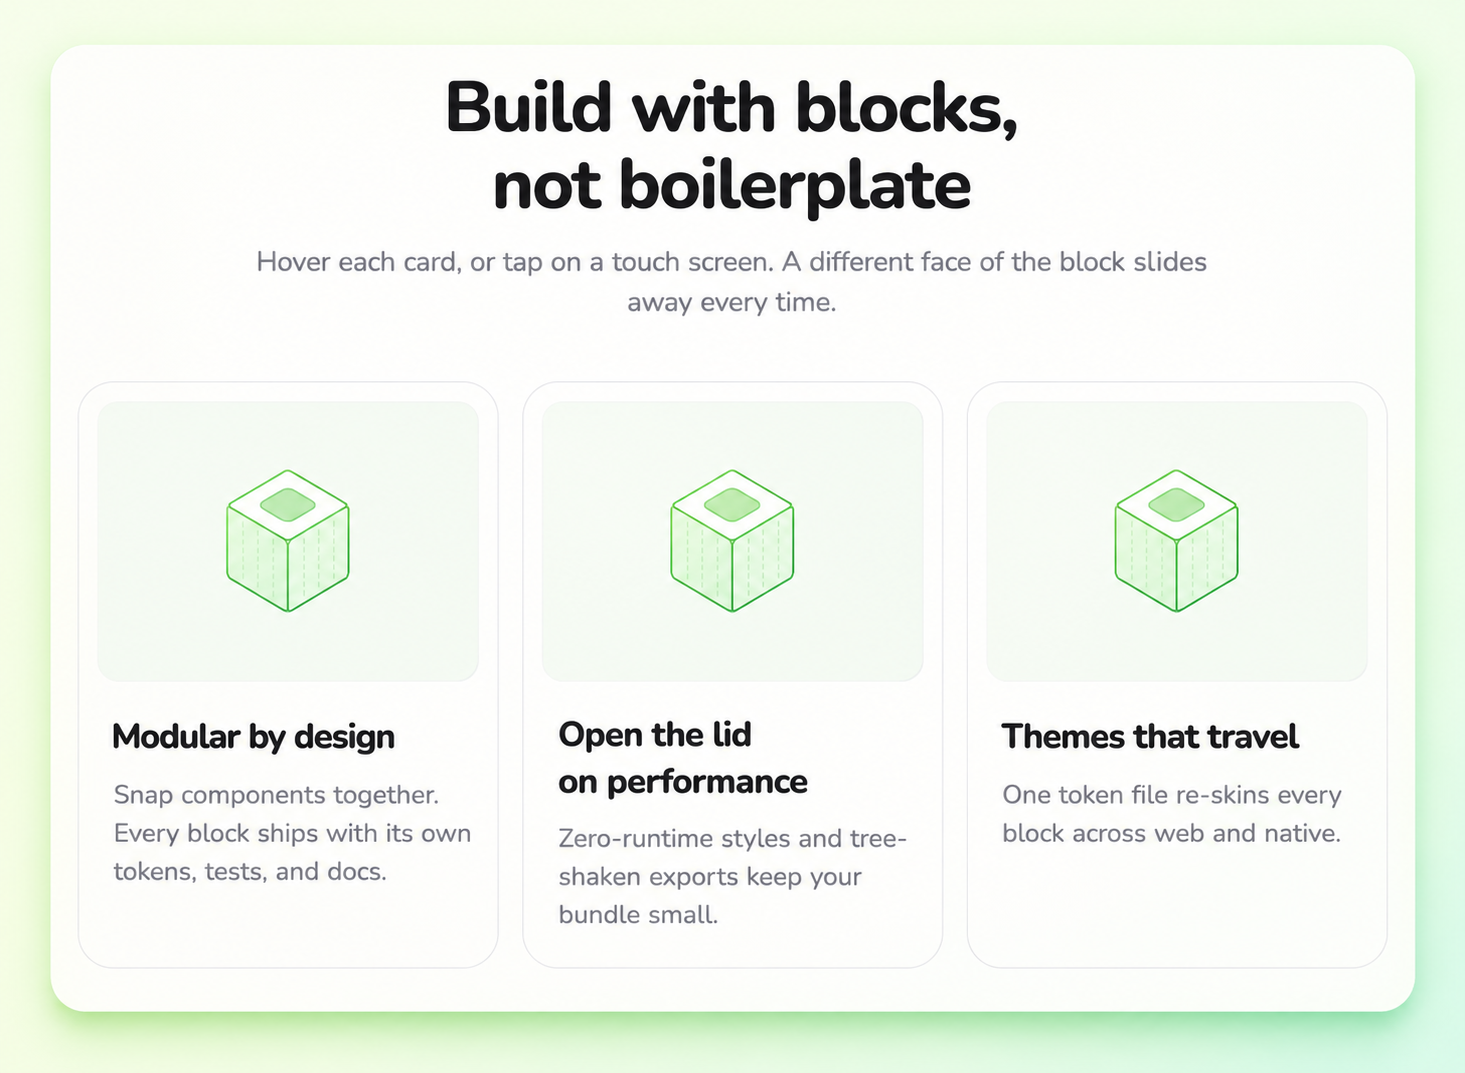 Build with blocks,
not boilerplate
Hover each card, or tap on a touch screen. A different face of the block slides
away every time.
Modular by design
Snap components together.
Every block ships with its own
tokens, tests, and docs.
Open the lid
on performance
Zero-runtime styles and tree-
shaken exports keep your
bundle small.
Themes that travel
One token file re-skins every
block across web and native.